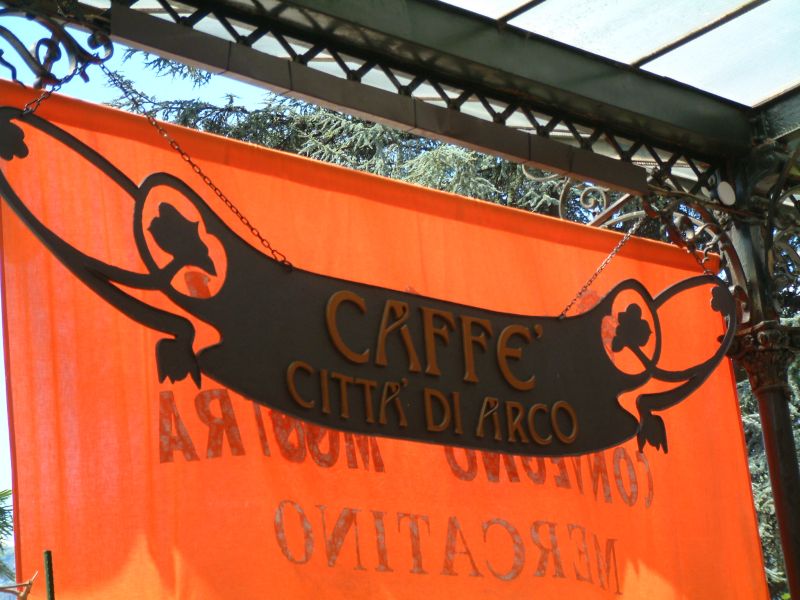 CAFFE'
CITTA' DI ARCO
CONVEGNO MOSTRA
MERCATINO